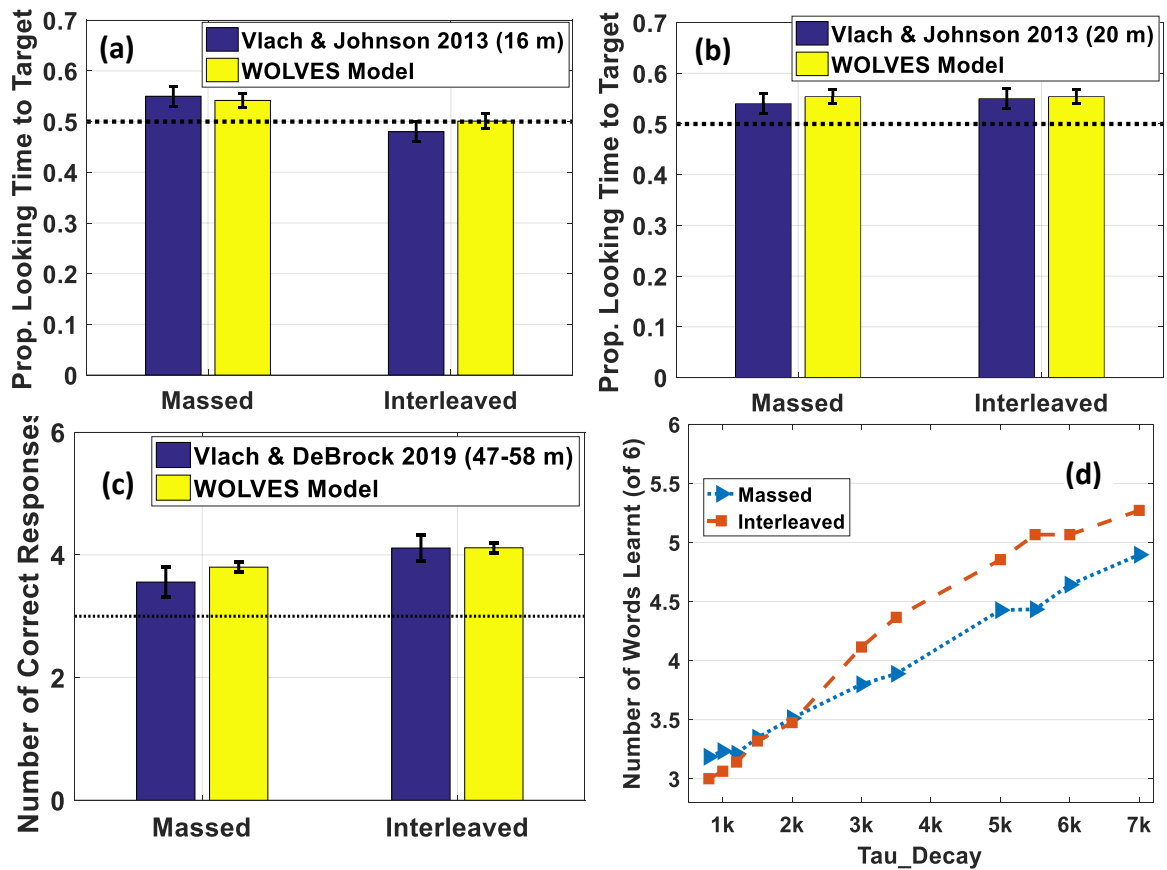 (a)
Vlach & Johnson 2013 (16 m)
WOLVES Model
Prop. Looking Time to Target
0.7
0.6
0.5
0.4
0.3
0.2
0.1
0
Massed
Interleaved
(b)
Vlach & Johnson 2013 (20 m)
WOLVES Model
Prop. Looking Time to Target
0.7
0.6
0.5
0.4
0.3
0.2
0.1
0
Massed
Interleaved
(c)
Vlach & DeBrock 2019 (47-58 m)
WOLVES Model
Number of Correct Responses
6
4
2
0
Massed
Interleaved
(d)
Massed
Interleaved
Number of Words Learnt (of 6)
6
5.5
5
4.5
4
3.5
3
1k 2k 3k 4k 5k 6k 7k
Tau_Decay